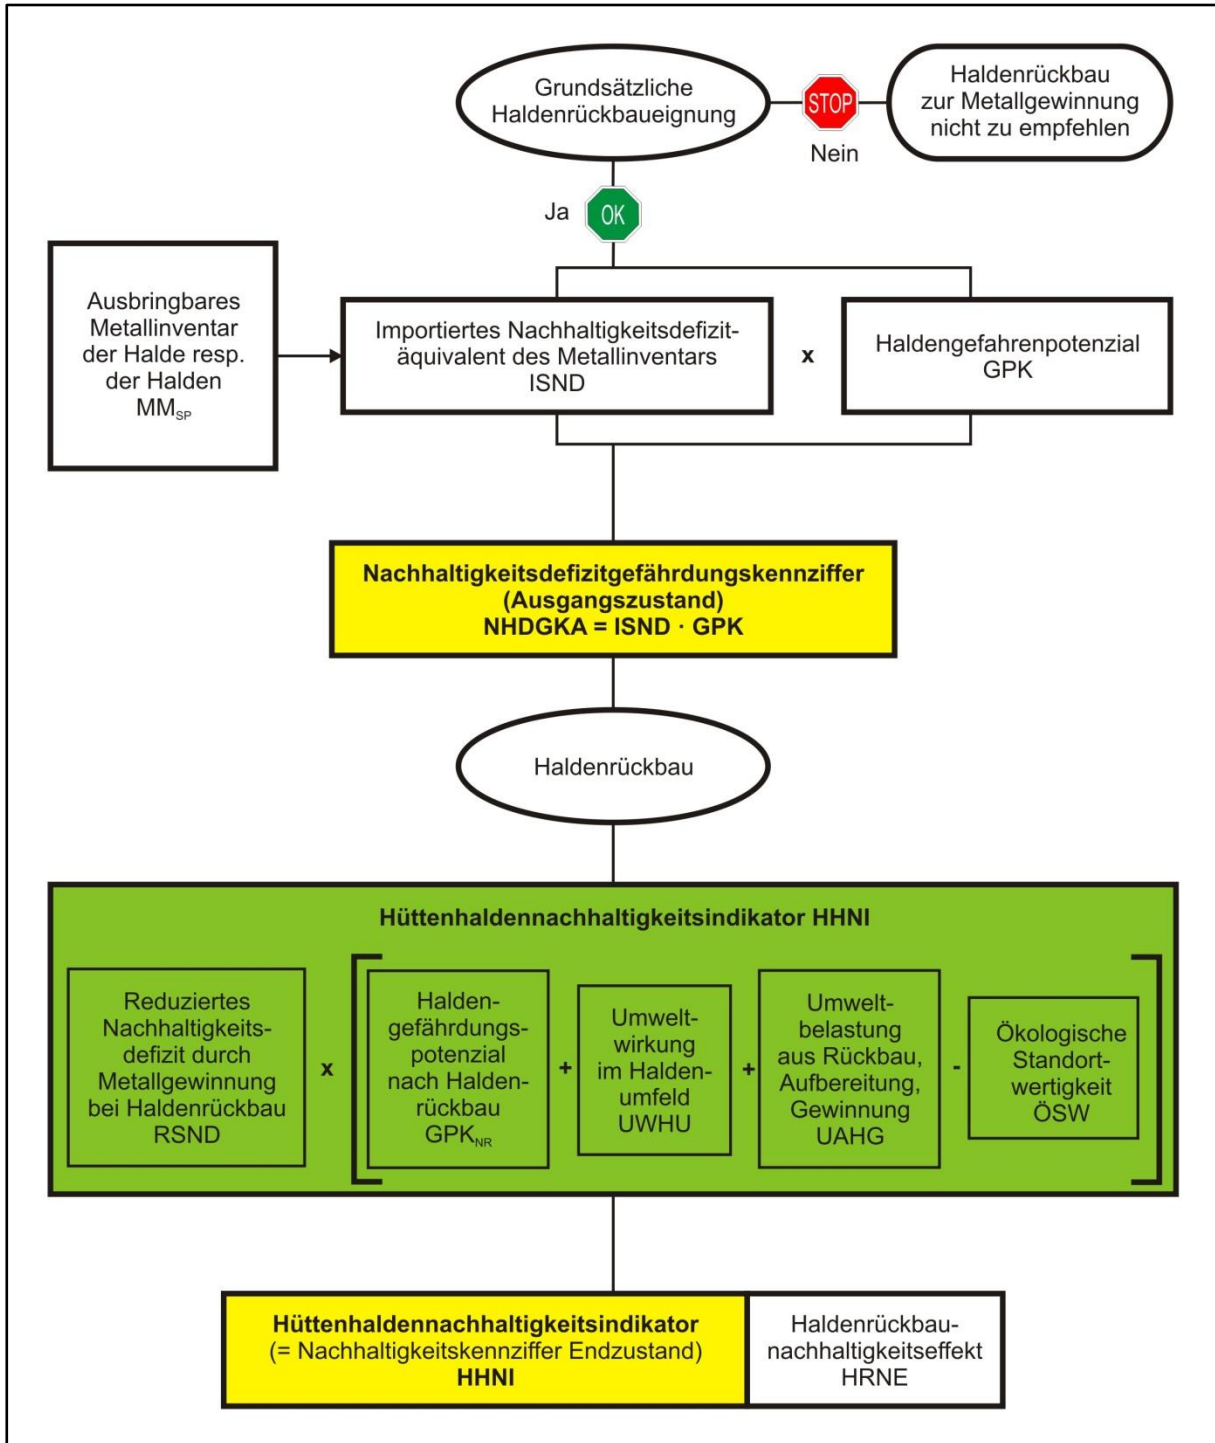 Grundsätzliche
Haldenrückbaueignung
STOP
Nein
Haldenrückbau
zur Metallgewinnung
nicht zu empfehlen
Ja
OK
Ausbringbares
Metallinventar
der Halde resp.
der Halden
MM_SP
Importiertes Nachhaltigkeitsdefizit-
äquivalent des Metallinventars
ISND
x
Haldengefahrenpotenzial
GPK
Nachhaltigkeitsdefizitgefährdungskennziffer
(Ausgangszustand)
NHDGKA = ISND · GPK
Haldenrückbau
Hüttenhaldennachhaltigkeitsindikator HHNI
Reduziertes
Nachhaltigkeits-
defizit durch
Metallgewinnung
bei Haldenrückbau
RSND
x
Halden-
gefährdungs-
potenzial
nach Halden-
rückbau
GPK_NR
+
Umwelt-
wirkung
im Halden-
umfeld
UWHU
+
Umwelt-
belastung
aus Rückbau,
Aufbereitung,
Gewinnung
UAHG
-
Ökologische
Standort-
wertigkeit
ÖSW
Hüttenhaldennachhaltigkeitsindikator
(= Nachhaltigkeitskennziffer Endzustand)
HHNI
Haldenrückbau-
nachhaltigkeitseffekt
HRNE